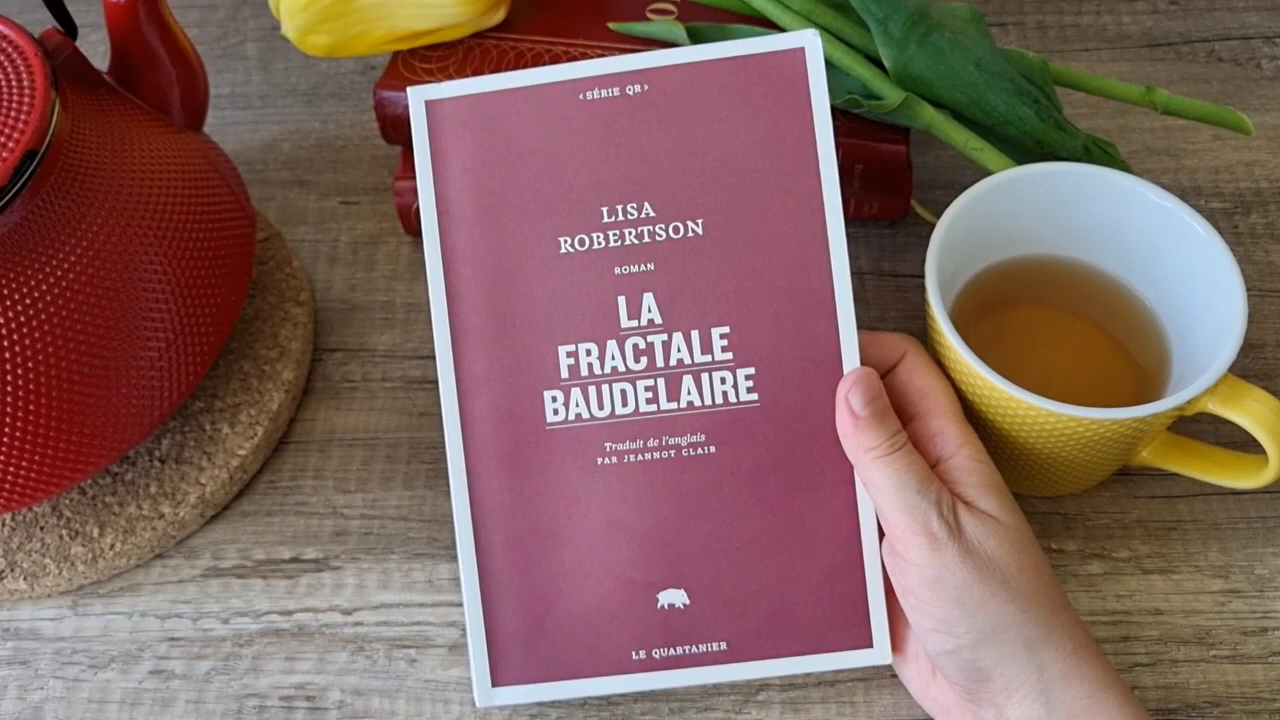 ‹SÉRIE QR›
LISA
ROBERTSON
ROMAN
LA
FRACTALE
BAUDELAIRE
Traduit de l'anglais
PAR JEANNOT CLAIR
LE QUARTANIER